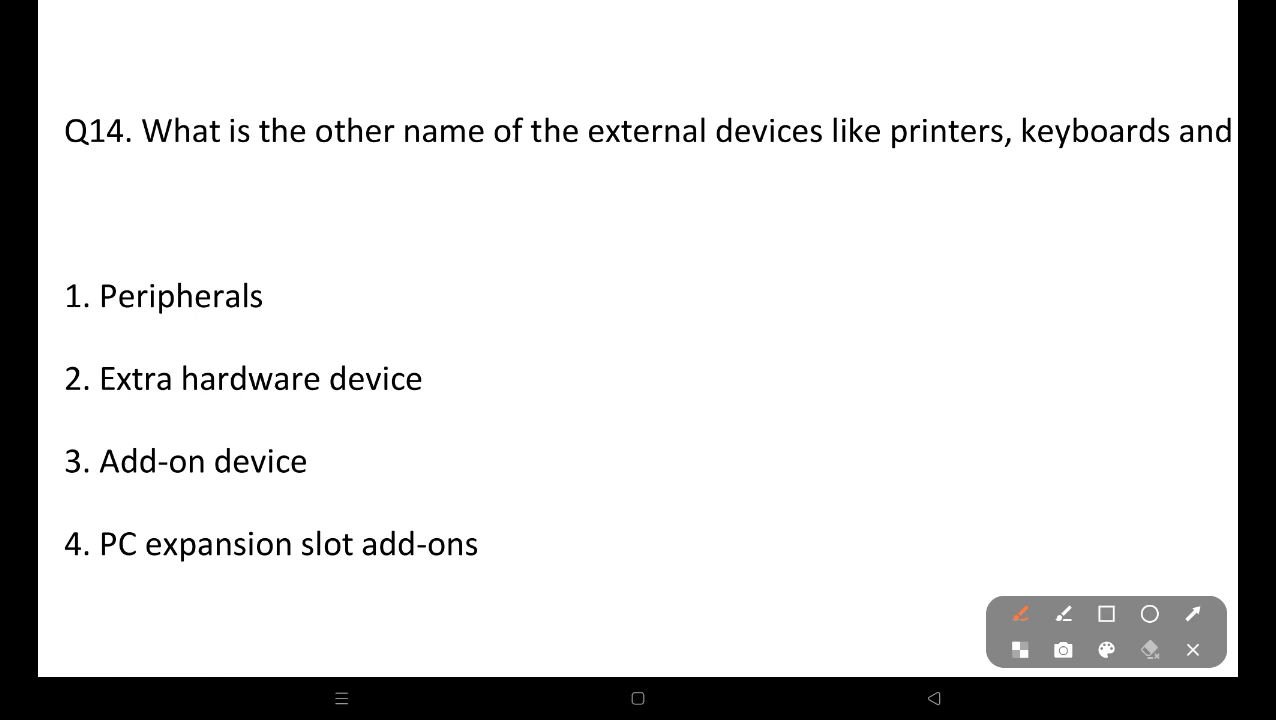 Q14. What is the other name of the external devices like printers, keyboards and
1. Peripherals
2. Extra hardware device
3. Add-on device
4. PC expansion slot add-ons